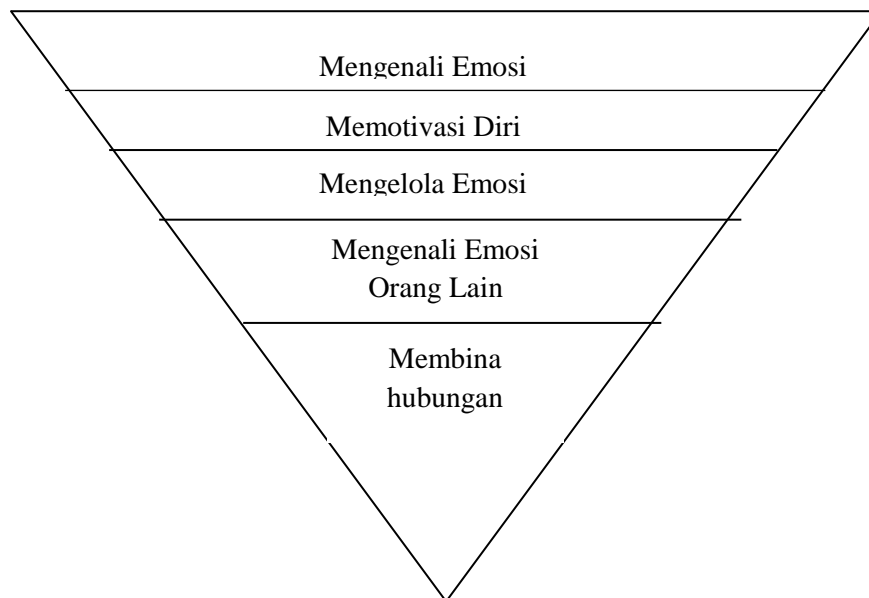 Mengenali Emosi
Memotivasi Diri
Mengelola Emosi
Mengenali Emosi
Orang Lain
Membina
hubungan